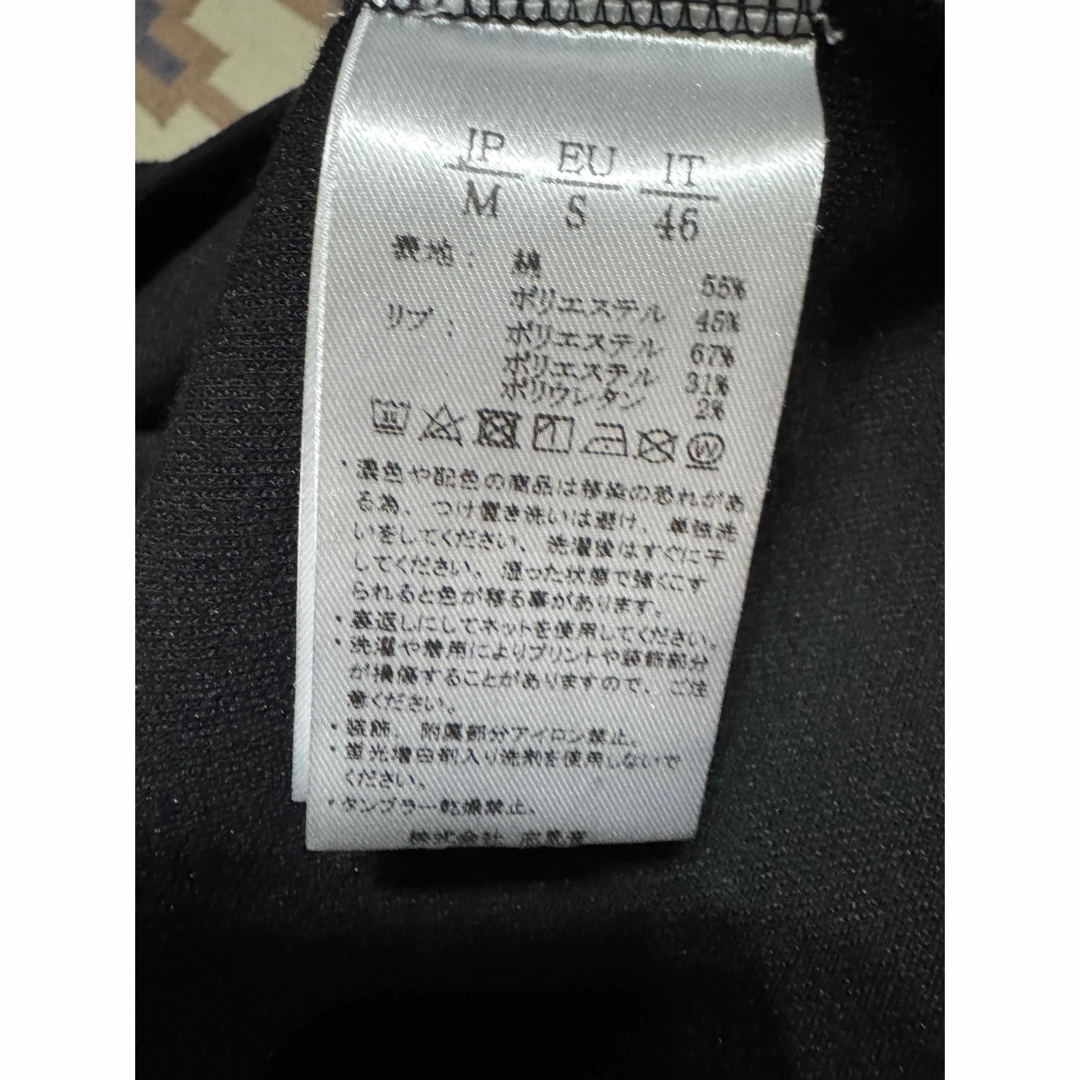 JP EU IT
M S 46
表地： 綿 55%
ポリエステル 45%
リブ： ポリエステル 67%
ポリエステル 31%
ポリウレタン 2%
・濃色や配色の商品は移染の恐れがあ
る為、つけ置き洗いは避け、単独洗
いをしてください。洗濯後はすぐに干
してください。湿った状態で強くこす
られると色が移る事があります。
・裏返しにしてネットを使用してください。
・洗濯や着用によりプリントや装飾部分
が損傷することがありますので、ご注
意ください。
・装飾、附属部分アイロン禁止。
・蛍光増白剤入り洗剤を使用しないで
ください。
・タンブラー乾燥禁止。
株式会社